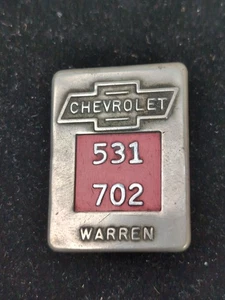 CHEVROLET
531
702
WARREN